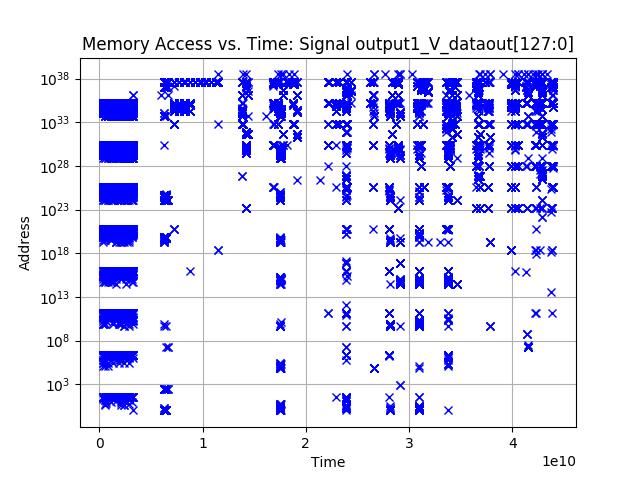 Memory Access vs. Time: Signal output1_V_dataout[127:0]
10^38
10^33
10^28
10^23
10^18
10^13
10^8
10^3
Address
0 1 2 3 4
1e10
Time